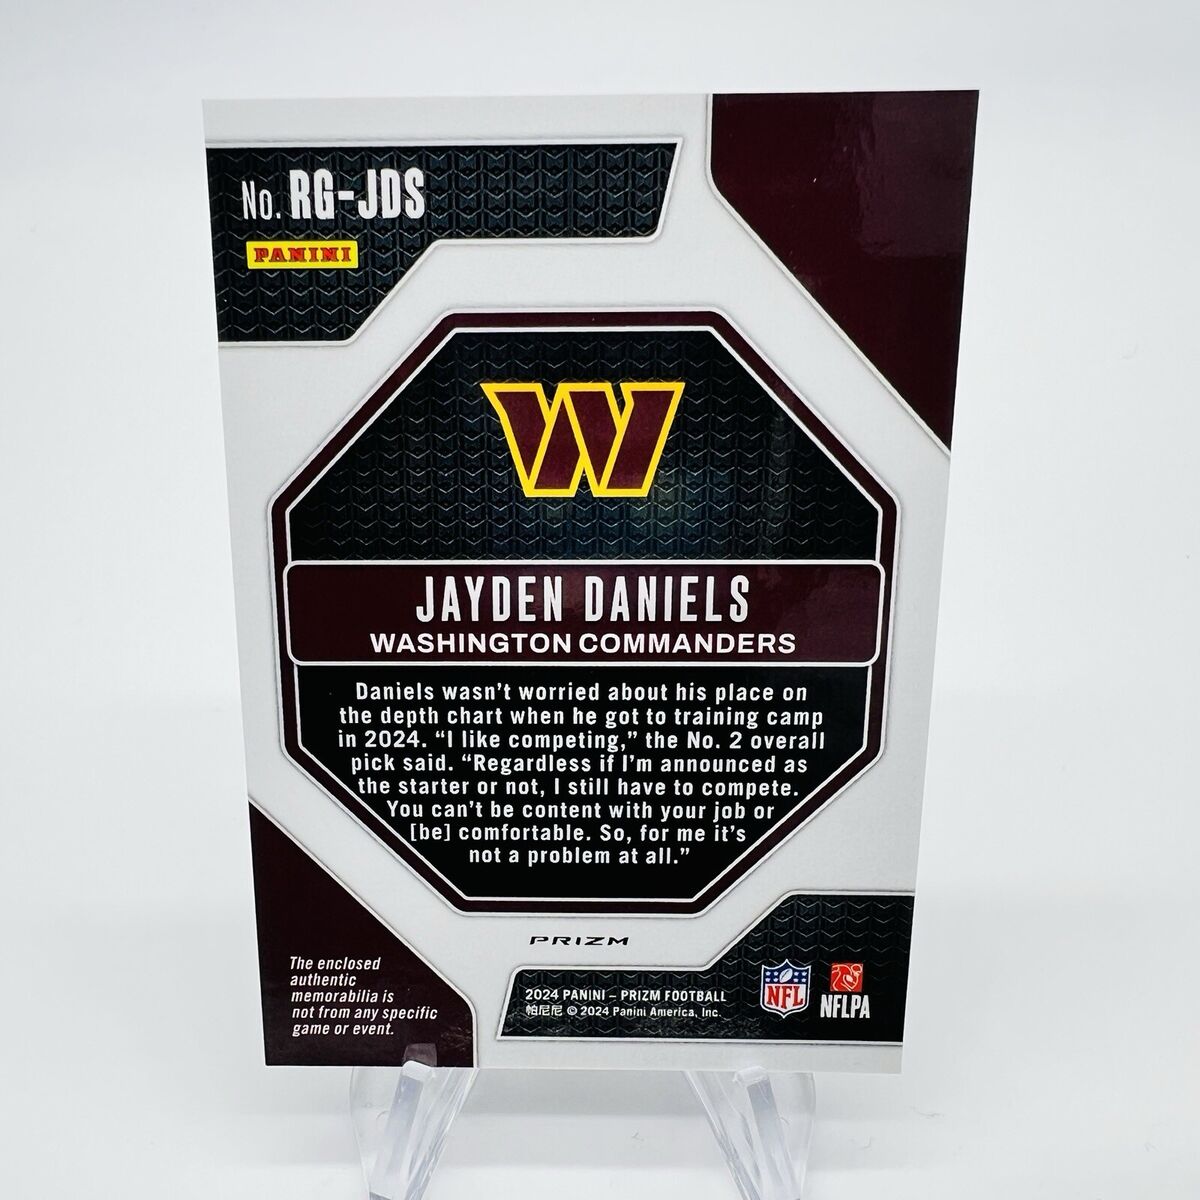 No. RG-JDS
PANINI
W
JAYDEN DANIELS
WASHINGTON COMMANDERS
Daniels wasn't worried about his place on
the depth chart when he got to training camp
in 2024. “I like competing,” the No. 2 overall
pick said. “Regardless if I'm announced as
the starter or not, I still have to compete.
You can't be content with your job or
[be] comfortable. So, for me it's
not a problem at all.”
PRIZM
The enclosed
authentic
memorabilia is
not from any specific
game or event.
2024 PANINI – PRIZM FOOTBALL
帕尼尼 © 2024 Panini America, Inc.
NFL
NFLPA